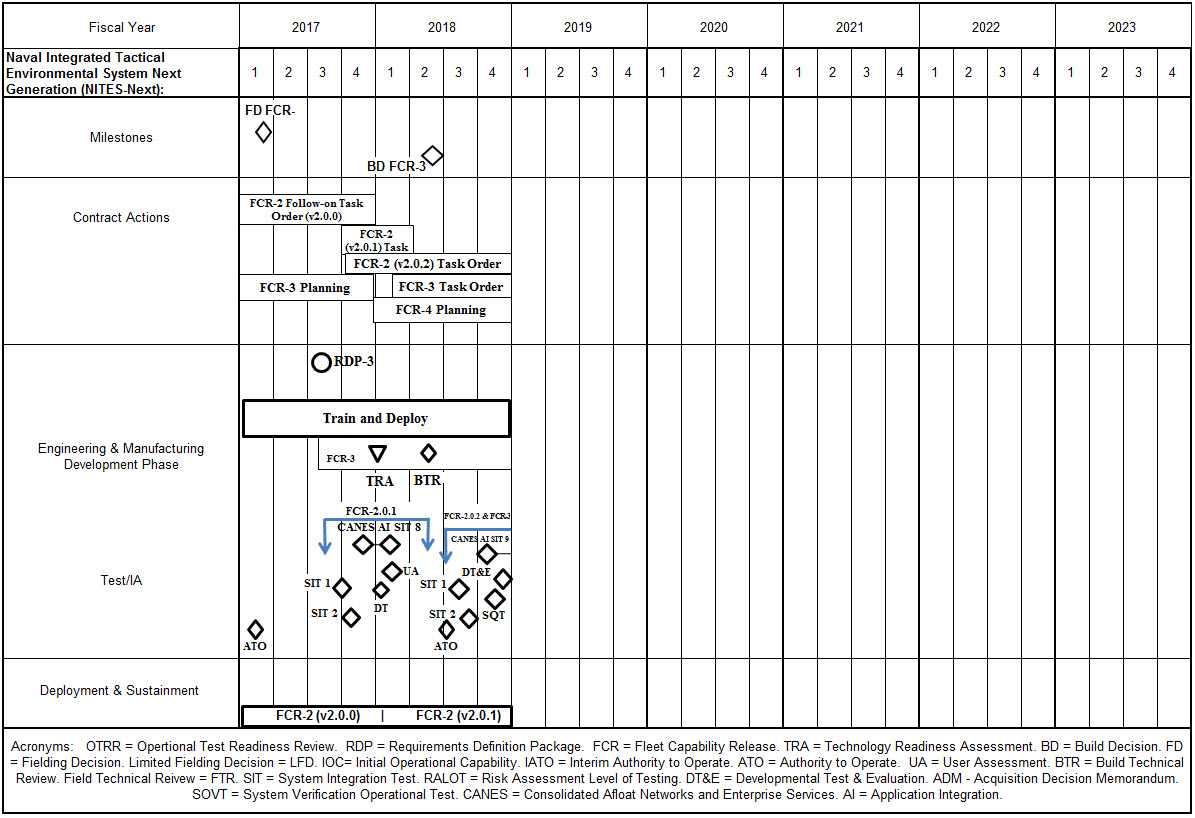 Fiscal Year 2017 2018 2019 2020 2021 2022 2023
Naval Integrated Tactical
Environmental System Next
Generation (NITES-Next):
1 2 3 4 1 2 3 4 1 2 3 4 1 2 3 4 1 2 3 4 1 2 3 4 1 2 3 4
FD FCR-
Milestones
BD FCR-3
Contract Actions
FCR-2 Follow-on Task
Order (v2.0.0)
FCR-2
(v2.0.1) Task
FCR-2 (v2.0.2) Task Order
FCR-3 Planning
FCR-3 Task Order
FCR-4 Planning
RDP-3
Train and Deploy
Engineering & Manufacturing
Development Phase
FCR-3
TRA
BTR
FCR-2.0.1
FCR-2.0.2 & FCR-3
CANES AI SIT 8
CANES AI SIT 9
Test/IA
UA
DT&E
SIT 1
SIT 1
DT
SIT 2
SIT 2
SQT
ATO
ATO
Deployment & Sustainment
FCR-2 (v2.0.0) | FCR-2 (v2.0.1)
Acronyms: OTRR = Opertional Test Readiness Review. RDP = Requirements Definition Package. FCR = Fleet Capability Release. TRA = Technology Readiness Assessment. BD = Build Decision. FD
= Fielding Decision. Limited Fielding Decision = LFD. IOC= Initial Operational Capability. IATO = Interim Authority to Operate. ATO = Authority to Operate. UA = User Assessment. BTR = Build Technical
Review. Field Technical Reivew = FTR. SIT = System Integration Test. RALOT = Risk Assessment Level of Testing. DT&E = Developmental Test & Evaluation. ADM - Acquisition Decision Memorandum.
SOVT = System Verification Operational Test. CANES = Consolidated Afloat Networks and Enterprise Services. AI = Application Integration.